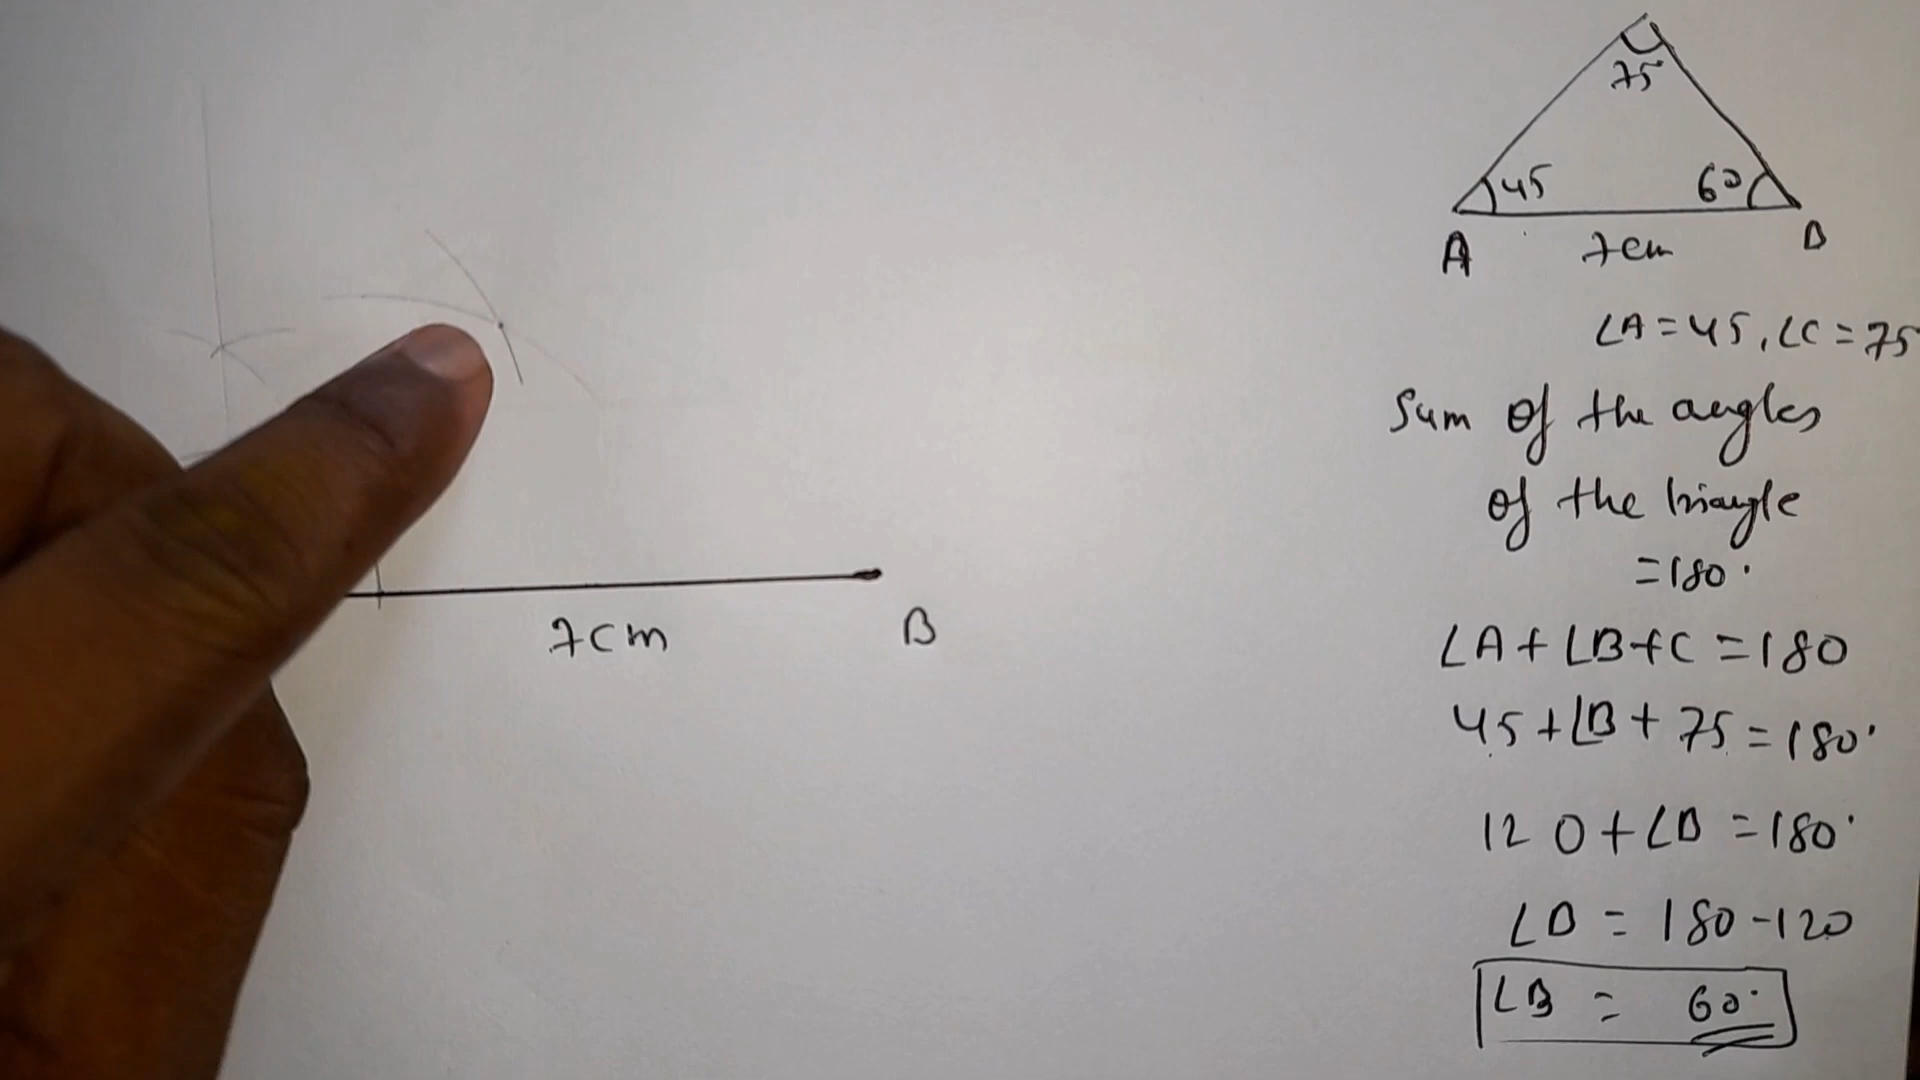 75
45
60
A
7cm
B
∠A = 45, ∠C = 75
Sum of the angles
of the triangle
= 180°
∠A + ∠B + C = 180
45 + ∠B + 75 = 180°
120 + ∠B = 180°
∠B = 180 - 120
∠B = 60°
7cm
B